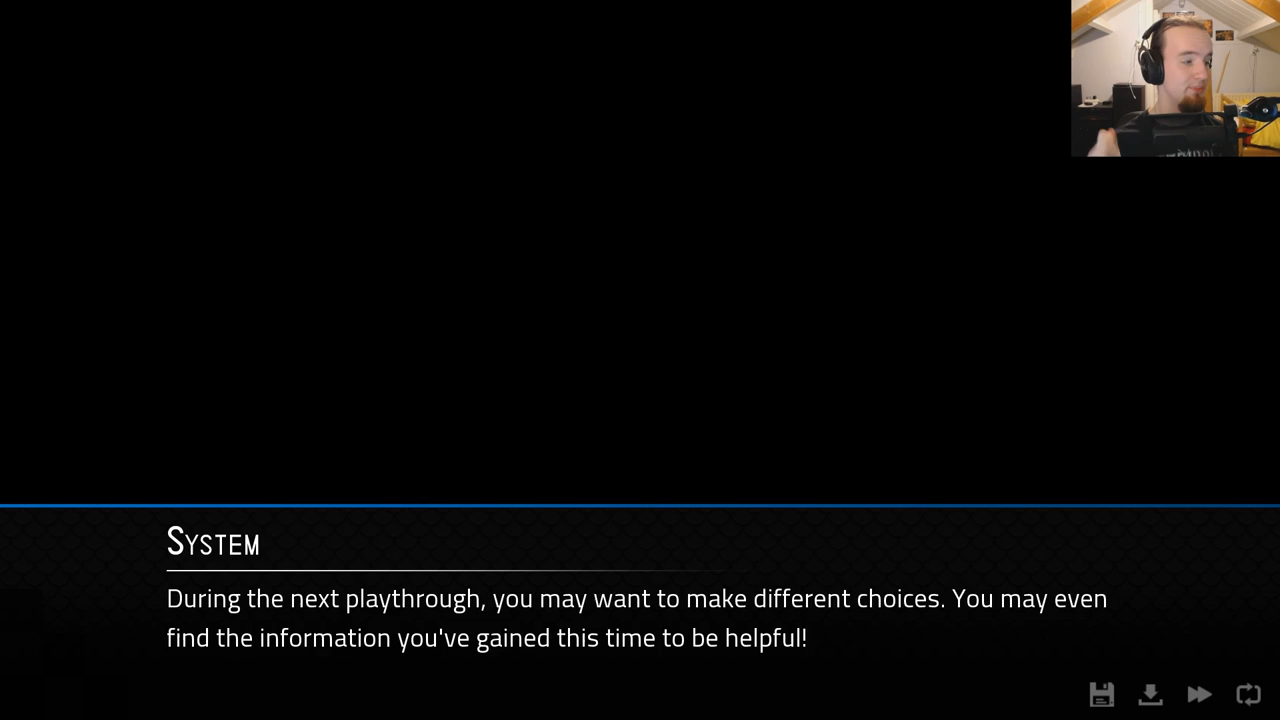 System
During the next playthrough, you may want to make different choices. You may even
find the information you've gained this time to be helpful!